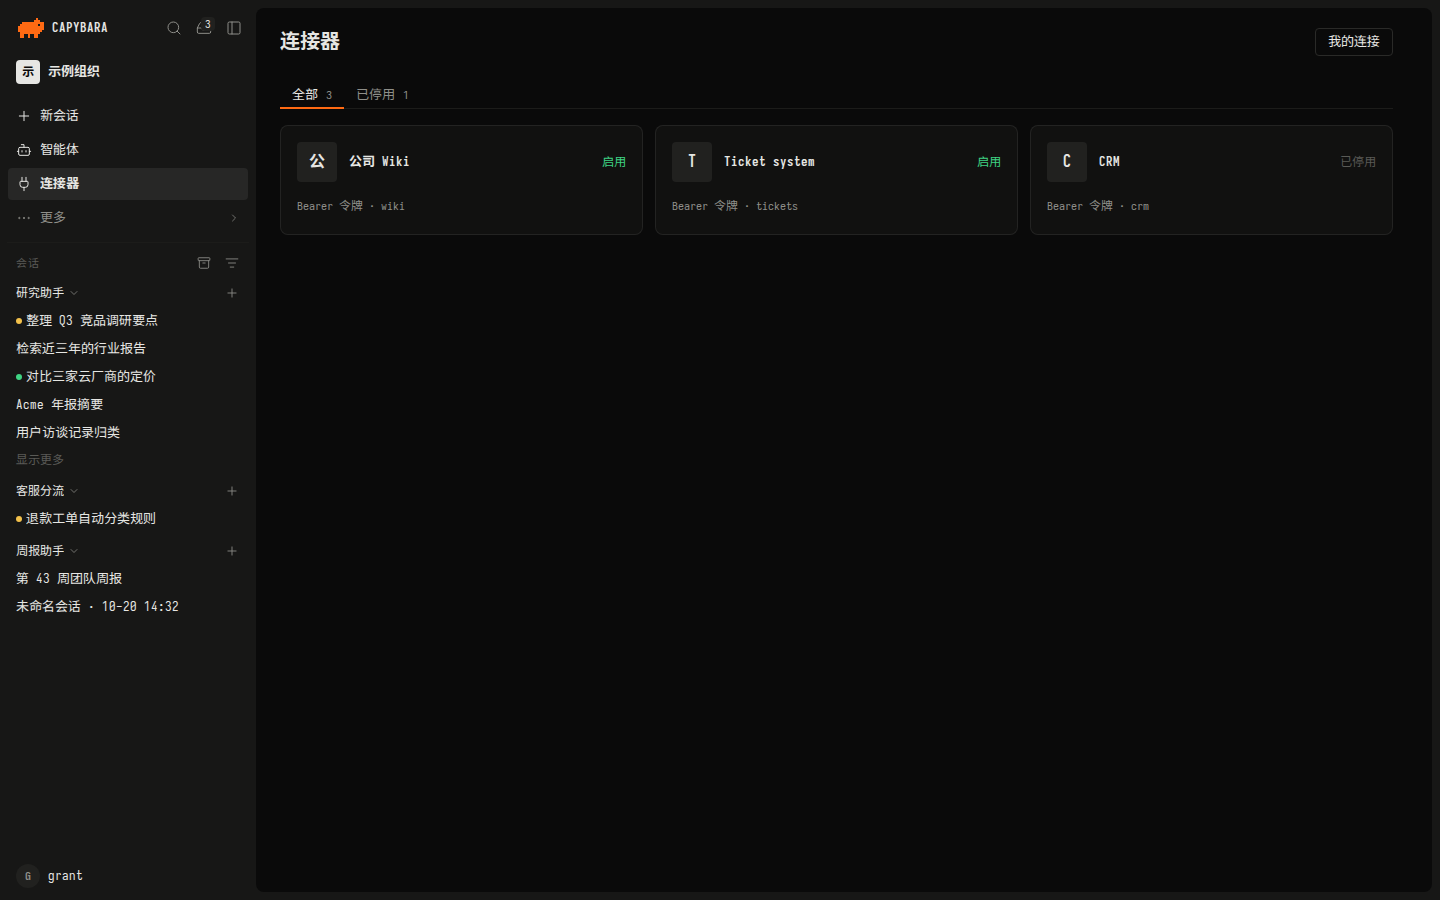 CAPYBARA
3
示 示例组织
新会话
智能体
连接器
更多
会话
研究助手
整理 Q3 竞品调研要点
检索近三年的行业报告
对比三家云厂商的定价
Acme 年报摘要
用户访谈记录归类
显示更多
客服分流
退款工单自动分类规则
周报助手
第 43 周团队周报
未命名会话 · 10-20 14:32
G grant
连接器
我的连接
全部 3 已停用 1
公 公司 Wiki 启用
Bearer 令牌 · wiki
T Ticket system 启用
Bearer 令牌 · tickets
C CRM 已停用
Bearer 令牌 · crm